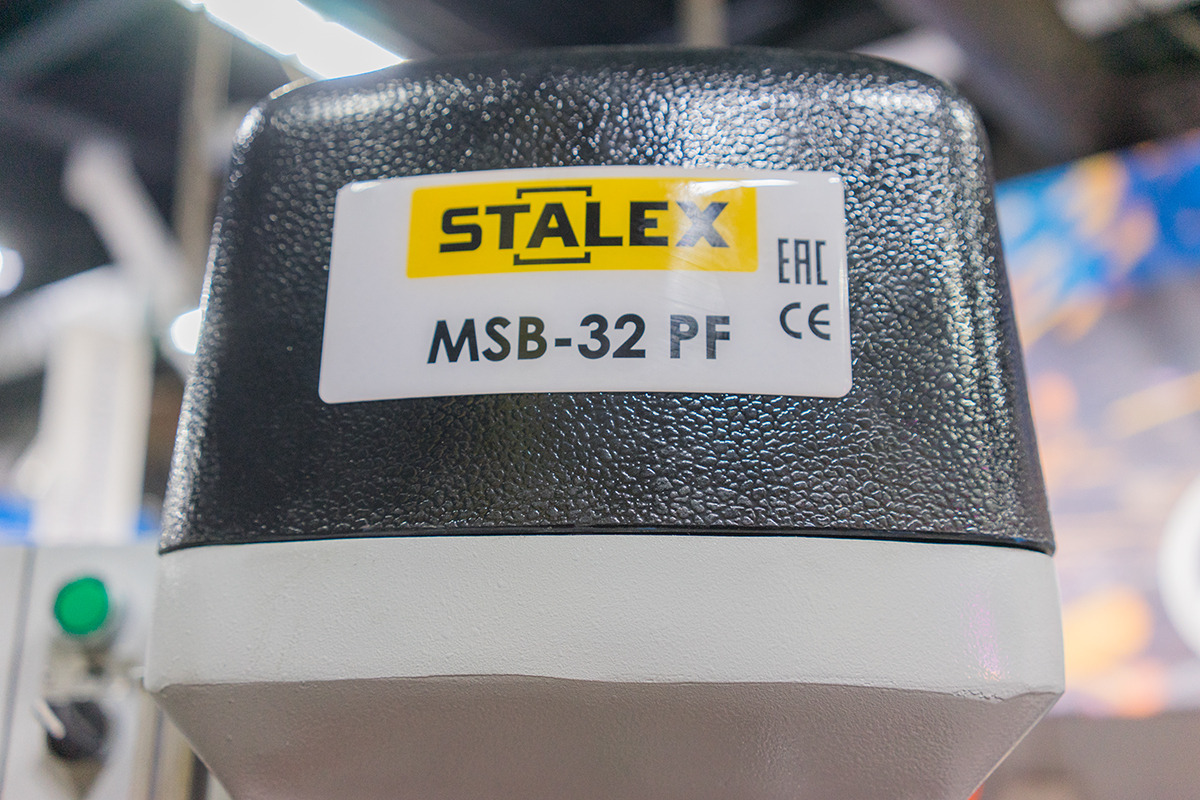 STALEX
EAC
CE
MSB-32 PF